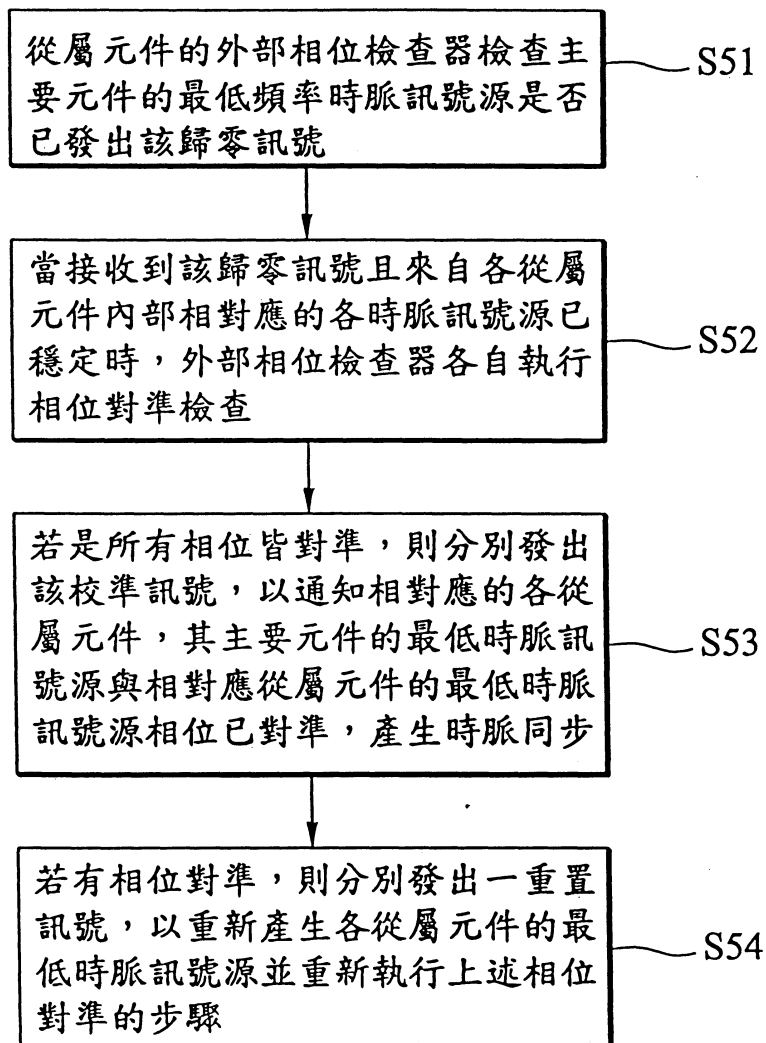 從屬元件的外部相位檢查器檢查主
要元件的最低頻率時脈訊號源是否
已發出該歸零訊號
S51
當接收到該歸零訊號且來自各從屬
元件內部相對應的各時脈訊號源已
穩定時，外部相位檢查器各自執行
相位對準檢查
S52
若是所有相位皆對準，則分別發出
該校準訊號，以通知相對應的各從
屬元件，其主要元件的最低時脈訊
號源與相對應從屬元件的最低時脈
訊號源相位已對準，產生時脈同步
S53
若有相位對準，則分別發出一重置
訊號，以重新產生各從屬元件的最
低時脈訊號源並重新執行上述相位
對準的步驟
S54